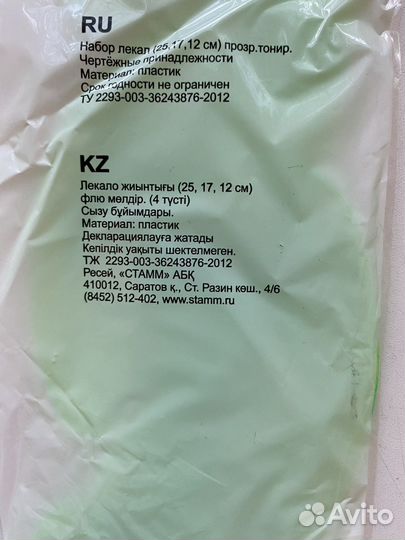 RU
Набор лекал (25,17,12 см) прозр.тонир.
Чертёжные принадлежности
Материал: пластик
Срок годности не ограничен
ТУ 2293-003-36243876-2012
KZ
Лекало жиынтығы (25, 17, 12 см)
флю мөлдір. (4 түсті)
Сызу бұйымдары.
Материал: пластик
Декларациялауға жатады
Кепілдік уақыты шектелмеген.
ТЖ 2293-003-36243876-2012
Ресей, «СТАММ» АБҚ
410012, Саратов қ., Ст. Разин көш., 4/6
(8452) 512-402, www.stamm.ru
Avito